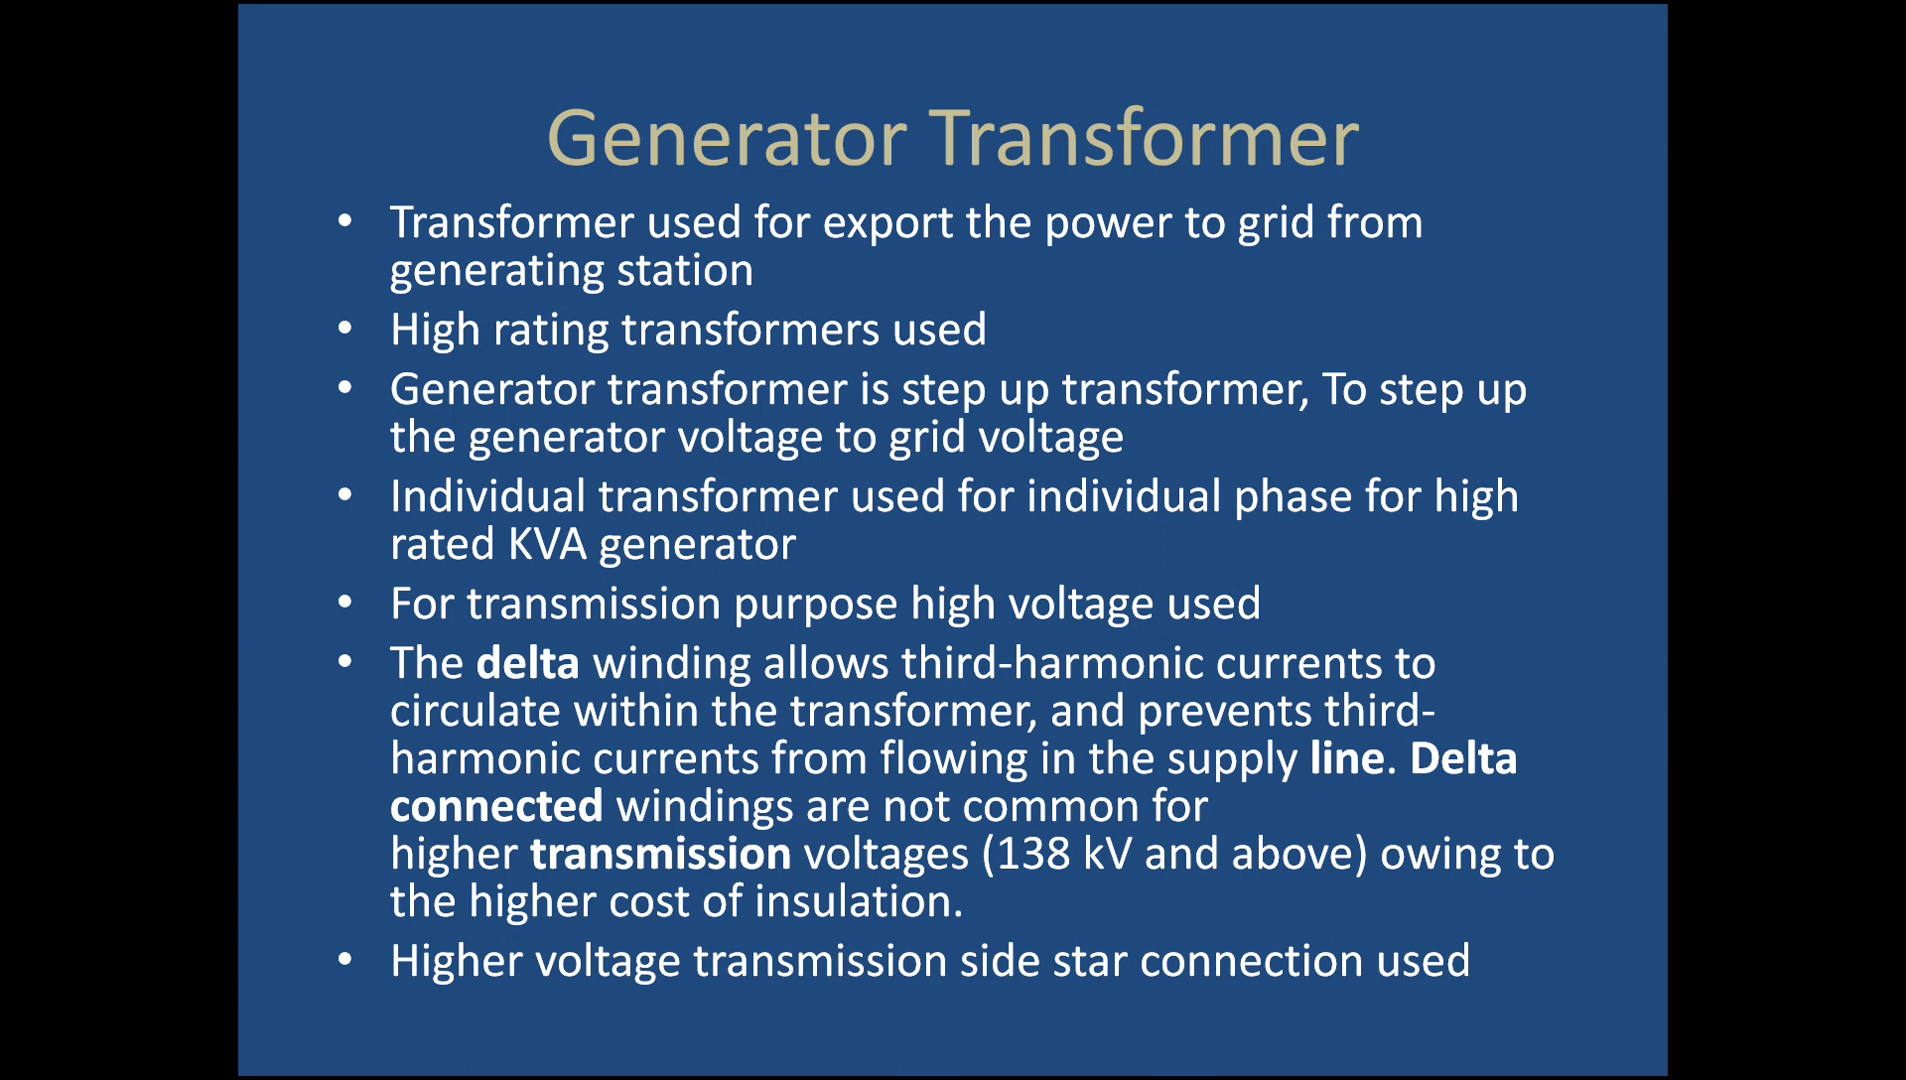 Generator Transformer
• Transformer used for export the power to grid from
generating station
• High rating transformers used
• Generator transformer is step up transformer, To step up
the generator voltage to grid voltage
• Individual transformer used for individual phase for high
rated KVA generator
• For transmission purpose high voltage used
• The delta winding allows third-harmonic currents to
circulate within the transformer, and prevents third-
harmonic currents from flowing in the supply line. Delta
connected windings are not common for
higher transmission voltages (138 kV and above) owing to
the higher cost of insulation.
• Higher voltage transmission side star connection used